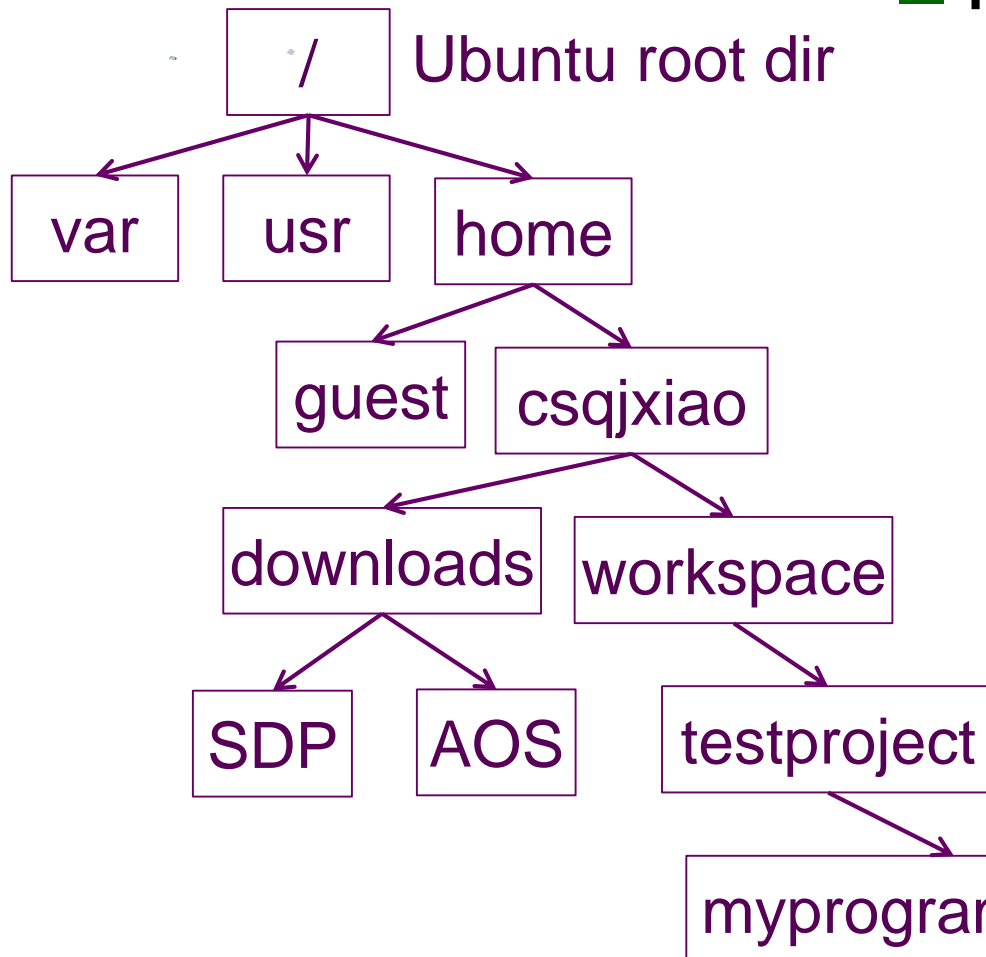 / Ubuntu root dir
var usr home
guest csqjxiao
downloads workspace
SDP AOS
testproject